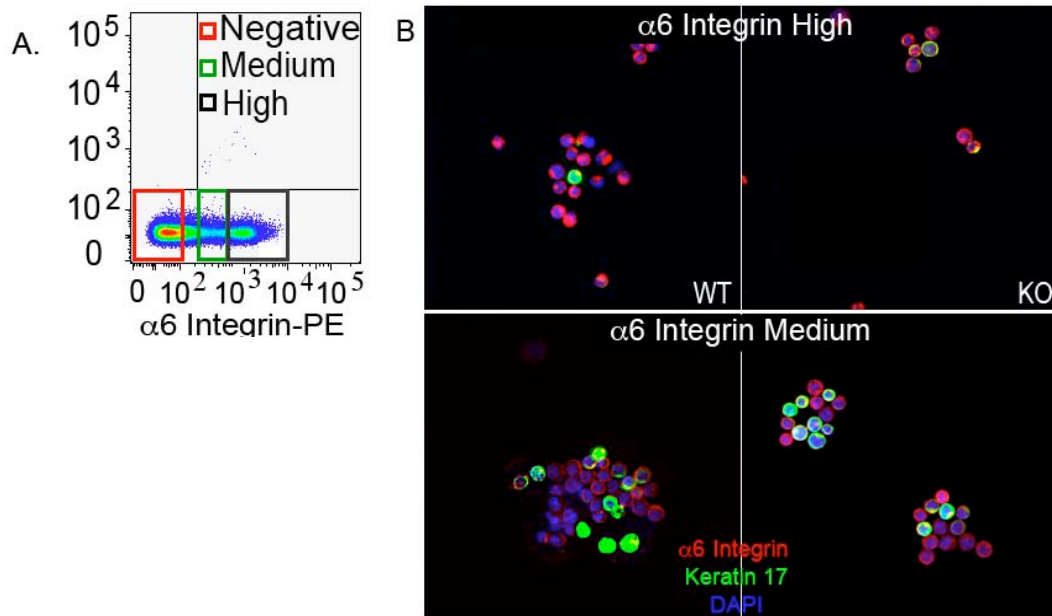 A.
Negative
Medium
High
10^5
10^4
10^3
10^2
0
0 10^2 10^3 10^4 10^5
α6 Integrin-PE
B
α6 Integrin High
WT
KO
α6 Integrin Medium
α6 Integrin
Keratin 17
DAPI